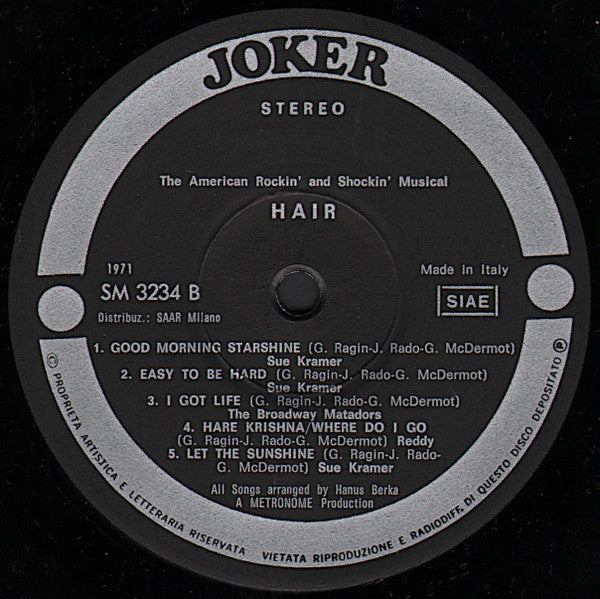 JOKER
STEREO
The American Rockin' and Shockin' Musical
HAIR
1971
Made in Italy
SM 3234 B
SIAE
Distribuz.: SAAR Milano
1. GOOD MORNING STARSHINE (G. Ragin-J. Rado-G. McDermot)
Sue Kramer
2. EASY TO BE HARD (G. Ragin-J. Rado-G. McDermot)
Sue Kramer
3. I GOT LIFE (G. Ragin-J. Rado-G. McDermot)
The Broadway Matadors
4. HARE KRISHNA/WHERE DO I GO
(G. Ragin-J. Rado-G. McDermot) Reddy
5. LET THE SUNSHINE (G. Ragin-J. Rado-
G. McDermot) Sue Kramer
All Songs arranged by Hanus Berka
A METRONOME Production
© PROPRIETA ARTISTICA E LETTERARIA RISERVATA VIETATA RIPRODUZIONE E RADIODIFF. DI QUESTO DISCO DEPOSITATO ℗